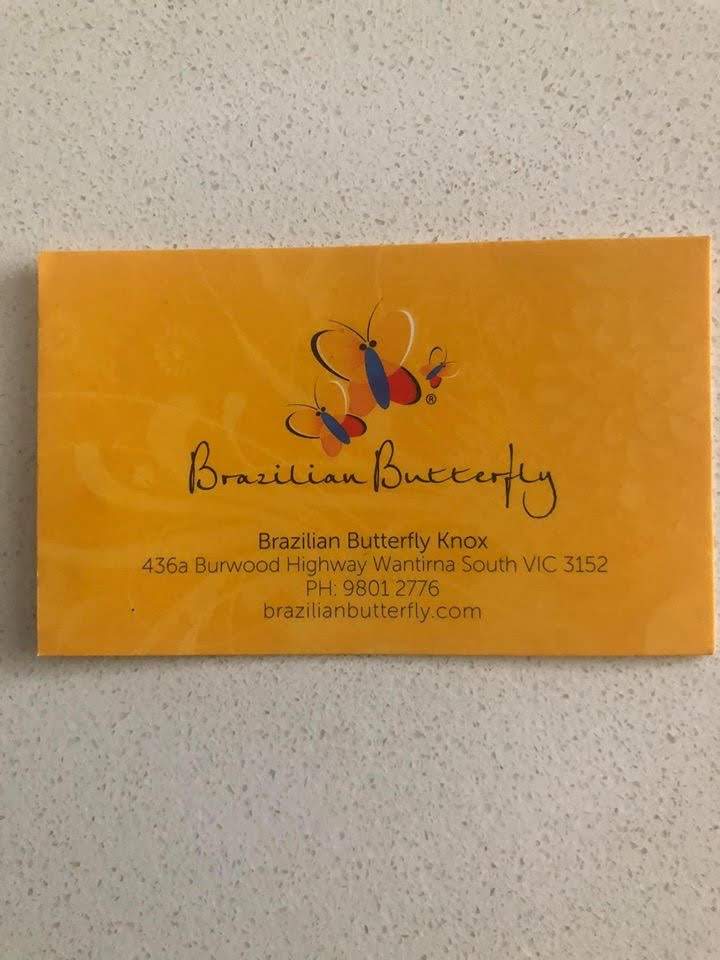 ®
Brazilian Butterfly
Brazilian Butterfly Knox
436a Burwood Highway Wantirna South VIC 3152
PH: 9801 2776
brazilianbutterfly.com